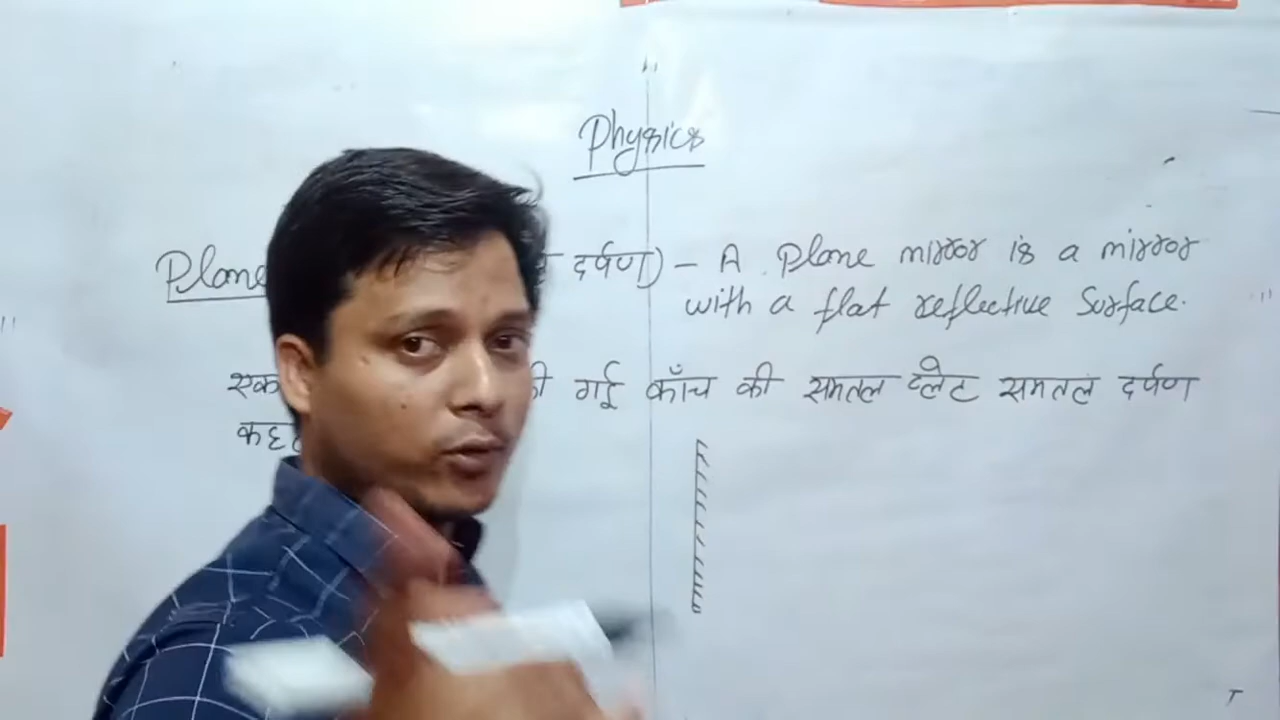 Physics
Plane दर्पण) – A Plane mirror is a mirror
with a flat reflective Surface.
एक गई काँच की समतल प्लेट समतल दर्पण